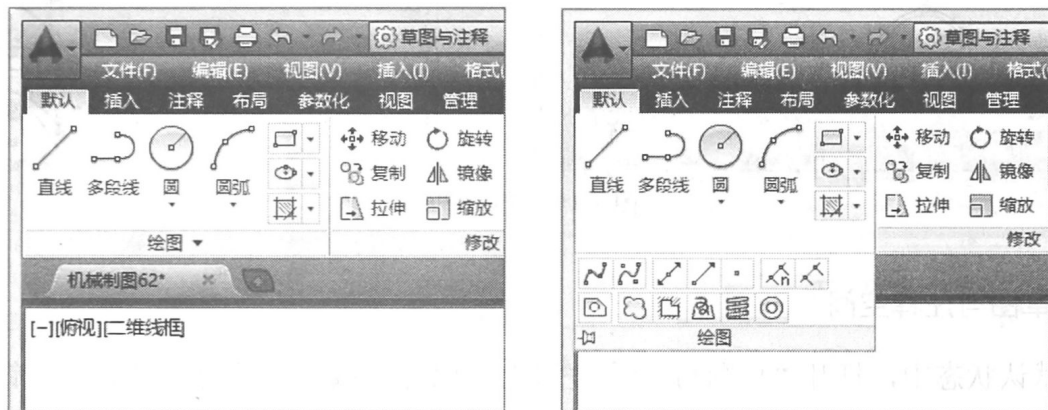 草图与注释
文件(F) 编辑(E) 视图(V) 插入(I) 格式(
默认 插入 注释 布局 参数化 视图 管理
移动 旋转
直线 多段线 圆 圆弧 复制 镜像
拉伸 缩放
绘图 修改
机械制图62*
[-][俯视][二维线框]
草图与注释
文件(F) 编辑(E) 视图(V) 插入(I) 格式(
默认 插入 注释 布局 参数化 视图 管理
移动 旋转
直线 多段线 圆 圆弧 复制 镜像
拉伸 缩放
修改
绘图